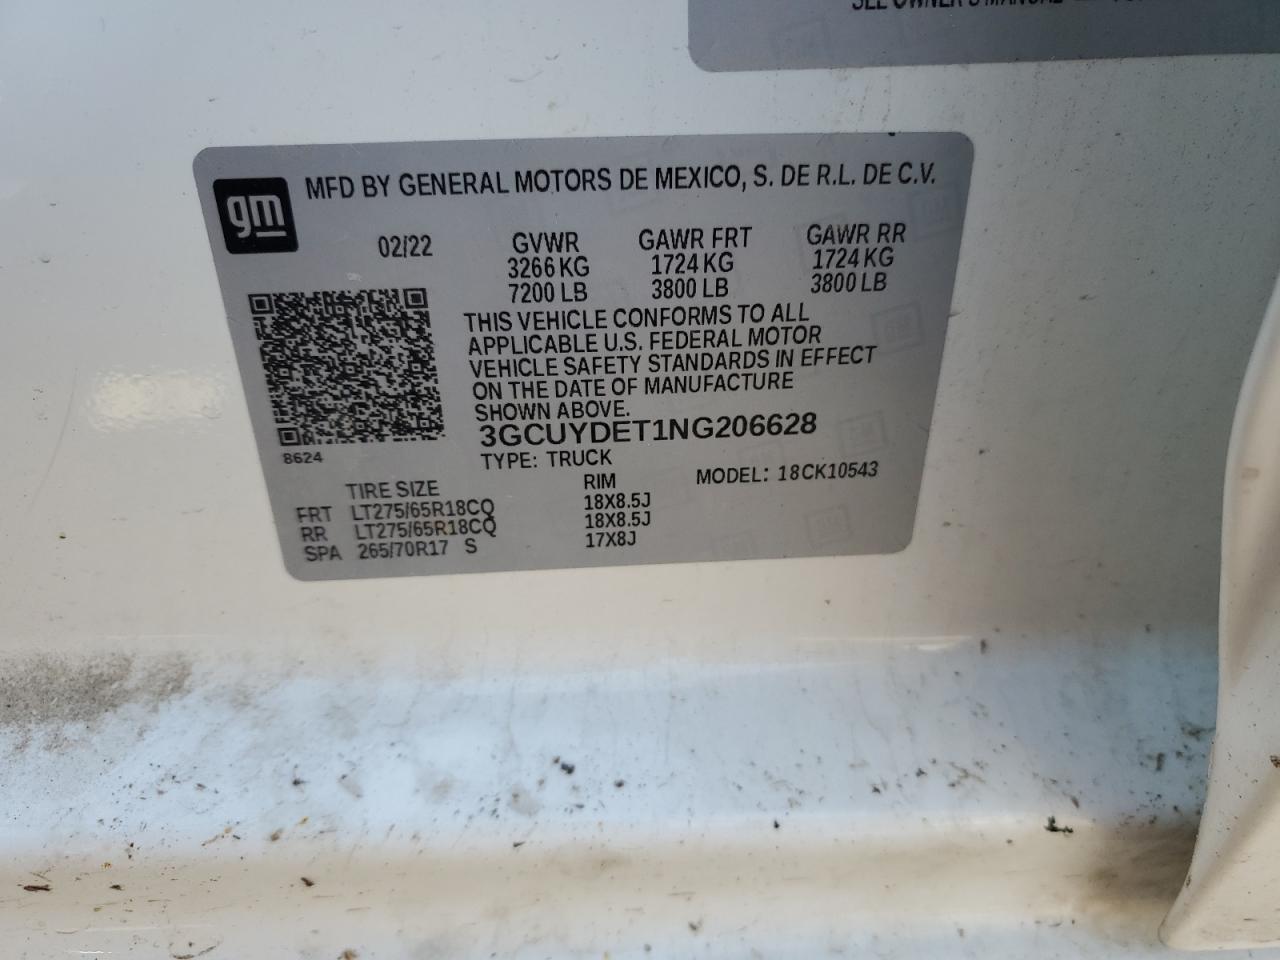 SEE OWNER'S MANUAL
gm
MFD BY GENERAL MOTORS DE MEXICO, S. DE R.L. DE C.V.
02/22 GVWR GAWR FRT GAWR RR
3266 KG 1724 KG 1724 KG
7200 LB 3800 LB 3800 LB
THIS VEHICLE CONFORMS TO ALL
APPLICABLE U.S. FEDERAL MOTOR
VEHICLE SAFETY STANDARDS IN EFFECT
ON THE DATE OF MANUFACTURE
SHOWN ABOVE.
3GCUYDET1NG206628
8624
TYPE: TRUCK MODEL: 18CK10543
TIRE SIZE RIM
FRT LT275/65R18CQ 18X8.5J
RR LT275/65R18CQ 18X8.5J
SPA 265/70R17 S 17X8J